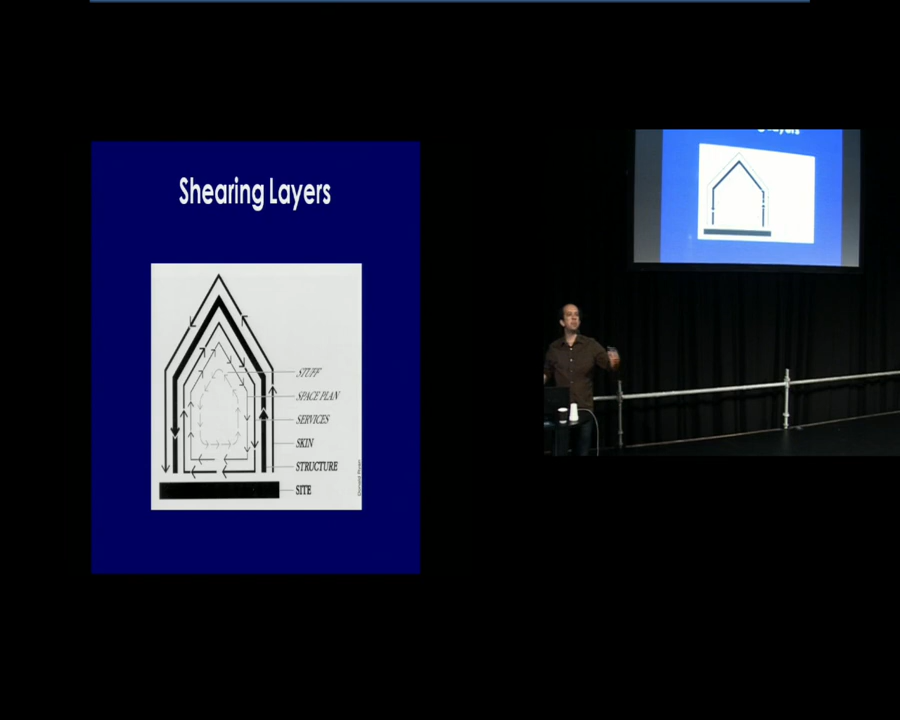 Shearing Layers
STUFF
SPACE PLAN
SERVICES
SKIN
STRUCTURE
SITE